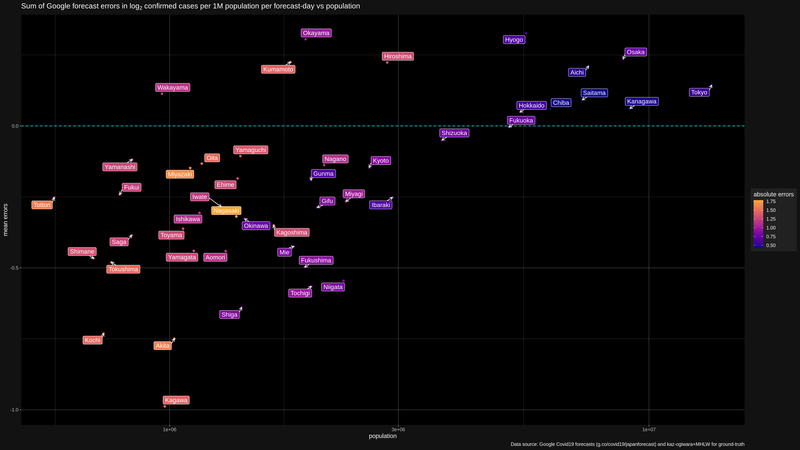 Sum of Google forecast errors in log₂ confirmed cases per 1M population per forecast-day vs population
Okayama
Hyogo
Hiroshima
Osaka
Kumamoto
Aichi
Wakayama
Saitama
Tokyo
Hokkaido
Chiba
Kanagawa
Fukuoka
0.0
Shizuoka
Yamaguchi
Oita
Nagano
Kyoto
Yamanashi
Miyazaki
Gunma
Fukui
Ehime
Iwate
Miyagi
Gifu
Tottori
Ibaraki
Nagasaki
Ishikawa
Okinawa
Toyama
Kagoshima
Saga
Shimane
Yamagata
Aomori
Mie
Fukushima
-0.5
Tokushima
Niigata
Tochigi
Shiga
Kochi
Akita
Kagawa
-1.0
mean errors
absolute errors
1.75
1.50
1.25
1.00
0.75
0.50
1e+06
3e+06
1e+07
population
Data source: Google Covid19 forecasts (g.co/covid19/japanforecast) and kaz-ogiwara+MHLW for ground-truth